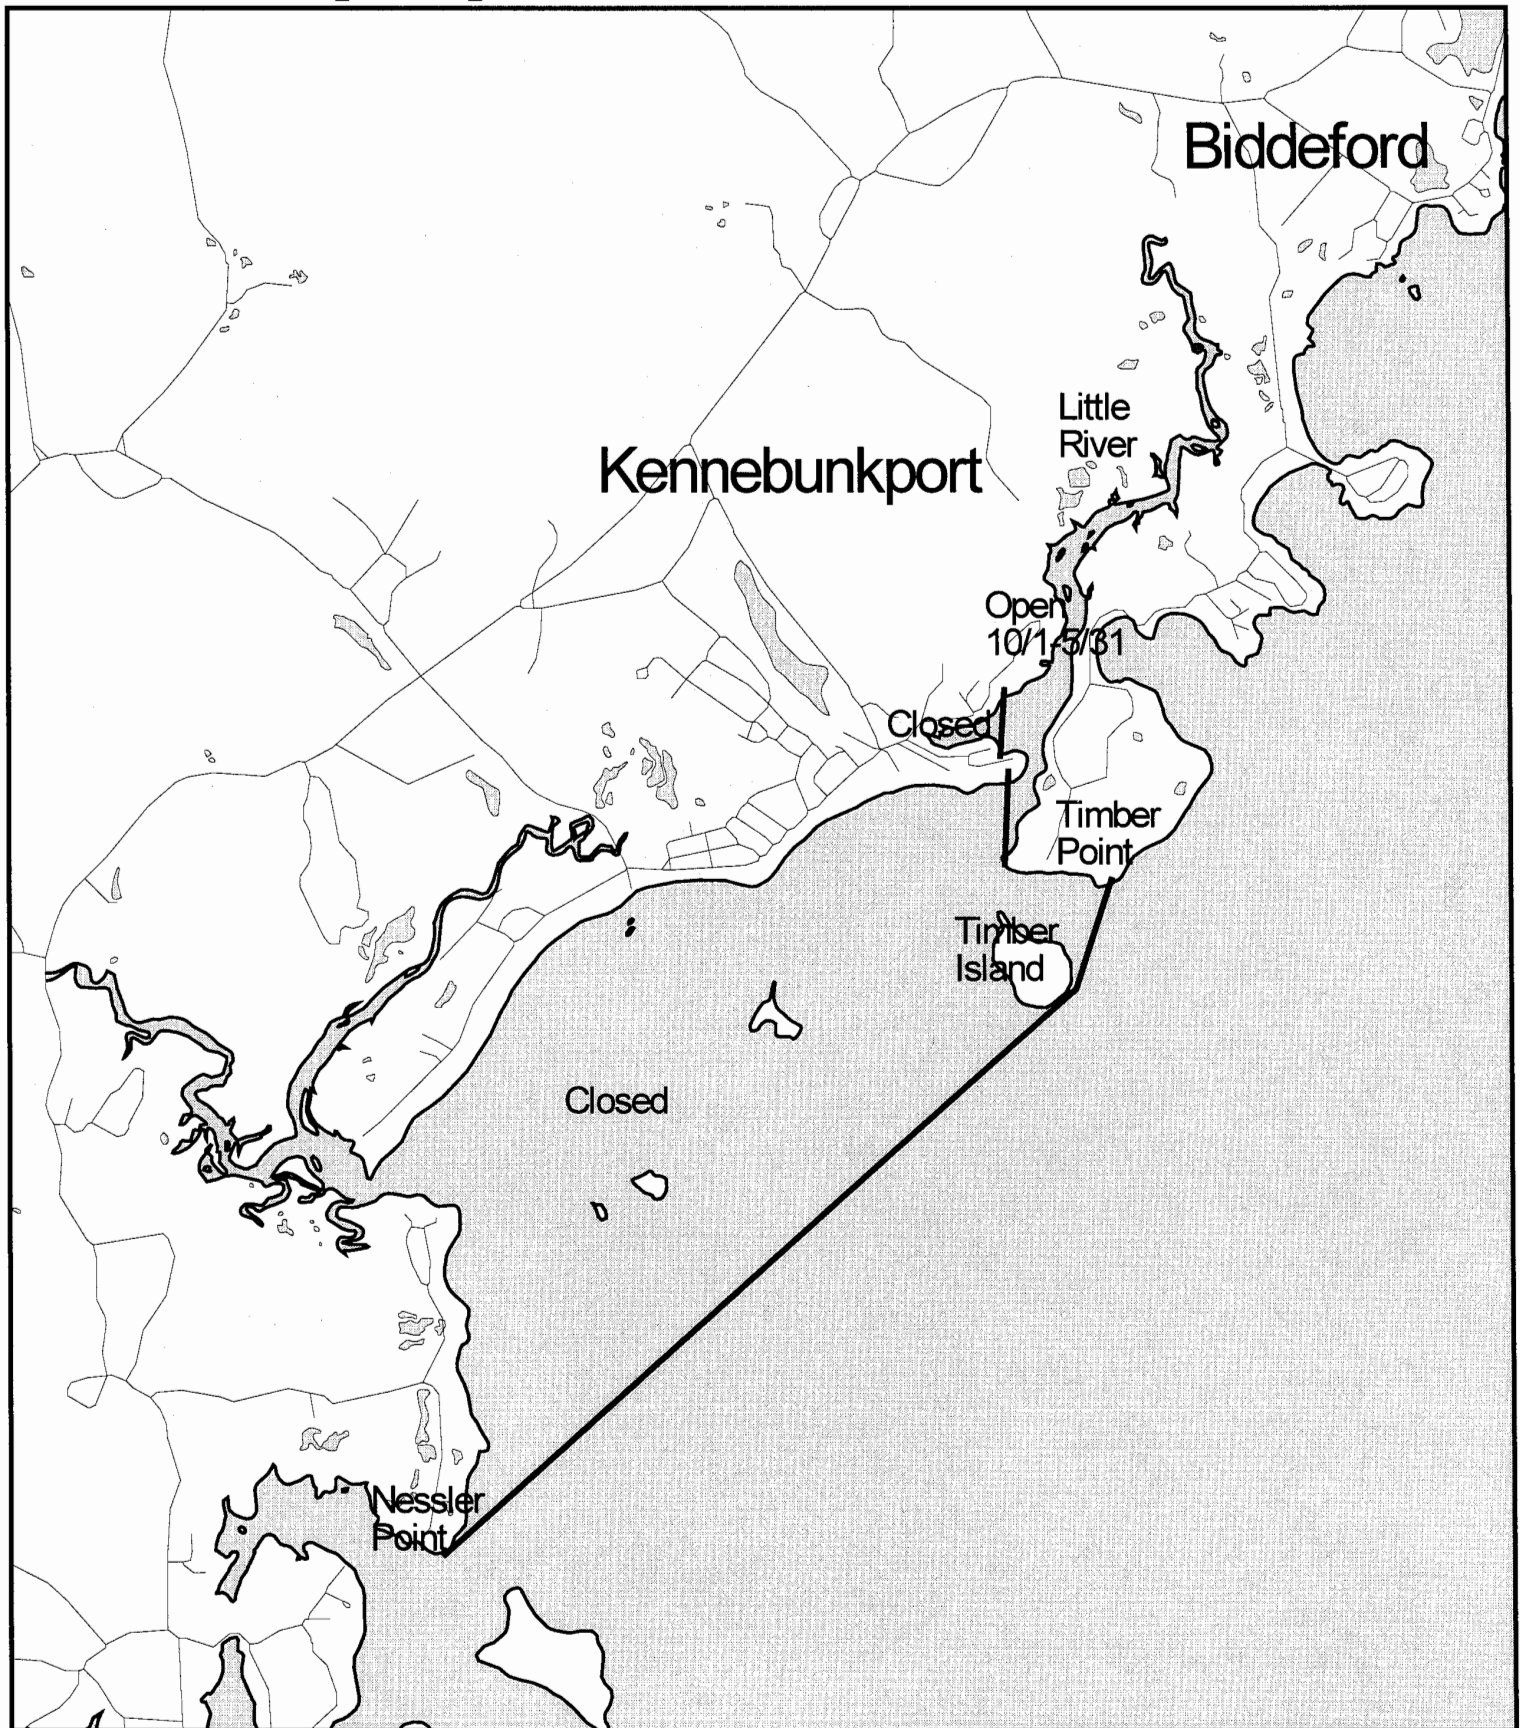 Biddeford
Little
River
Kennebunkport
Open
10/1-5/31
Closed
Timber
Point
Timber
Island
Closed
Nessler
Point